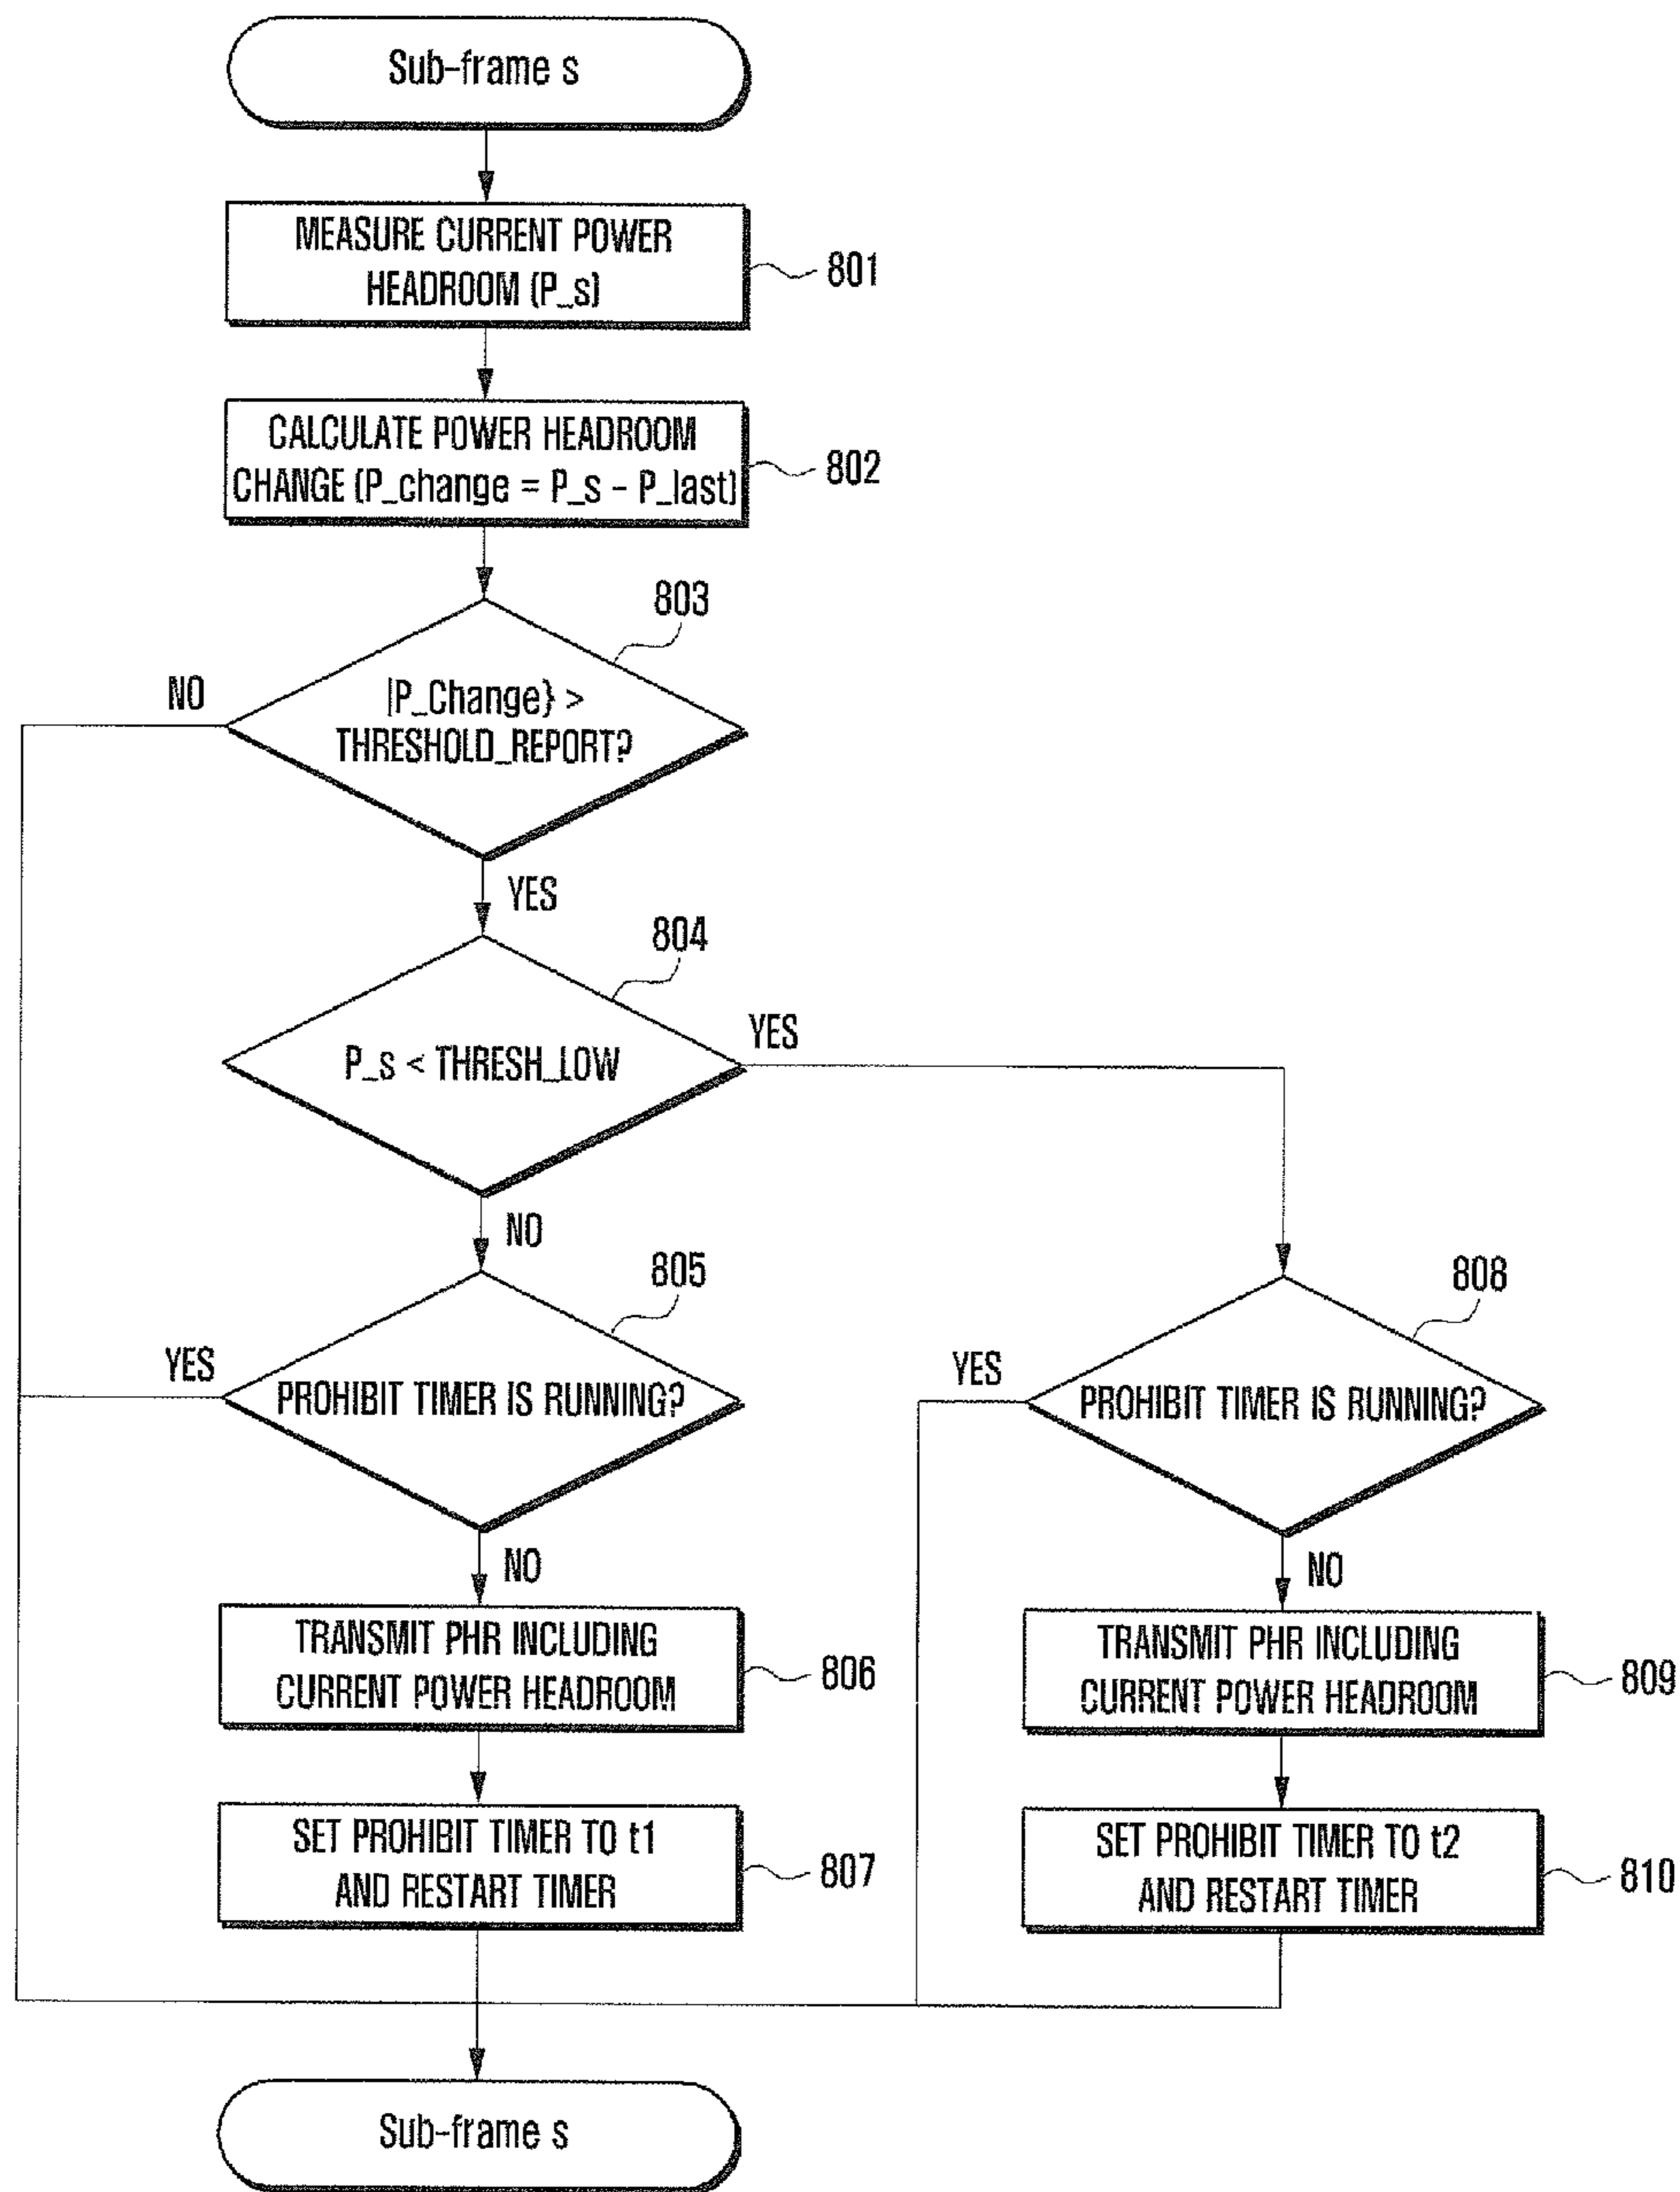 Sub-frame s
MEASURE CURRENT POWER
HEADROOM (P_s)
801
CALCULATE POWER HEADROOM
CHANGE (P_change = P_s - P_last)
802
803
NO
|P_Change} >
THRESHOLD_REPORT?
YES
804
YES
P_s < THRESH_LOW
NO
805
808
YES
PROHIBIT TIMER IS RUNNING?
YES
PROHIBIT TIMER IS RUNNING?
NO
NO
TRANSMIT PHR INCLUDING
CURRENT POWER HEADROOM
806
TRANSMIT PHR INCLUDING
CURRENT POWER HEADROOM
809
SET PROHIBIT TIMER TO t1
AND RESTART TIMER
807
SET PROHIBIT TIMER TO t2
AND RESTART TIMER
810
Sub-frame s